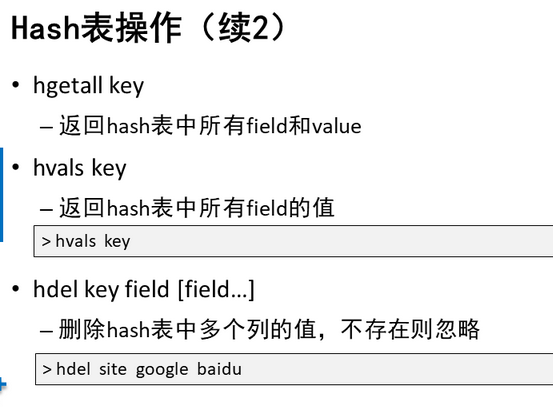 Hash表操作（续2）
• hgetall key
– 返回hash表中所有field和value
• hvals key
– 返回hash表中所有field的值
> hvals key
• hdel key field [field…]
– 删除hash表中多个列的值，不存在则忽略
> hdel site google baidu